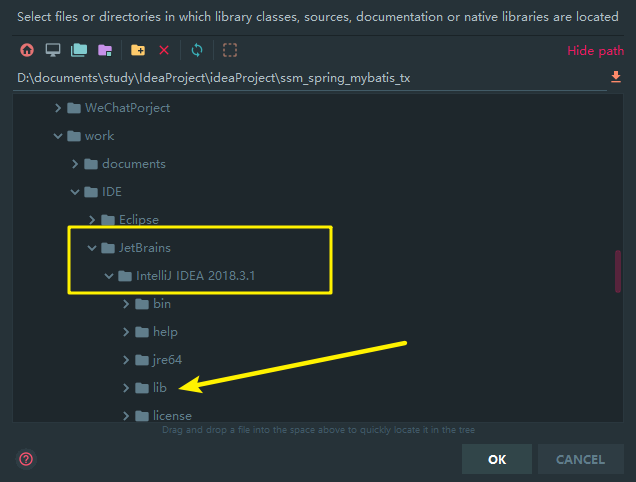 Select files or directories in which library classes, sources, documentation or native libraries are located
Hide path
D:\documents\study\IdeaProject\ideaProject\ssm_spring_mybatis_tx
WeChatPorject
work
documents
IDE
Eclipse
JetBrains
IntelliJ IDEA 2018.3.1
bin
help
jre64
lib
license
Drag and drop a file into the space above to quickly locate it in the tree
?
OK
CANCEL